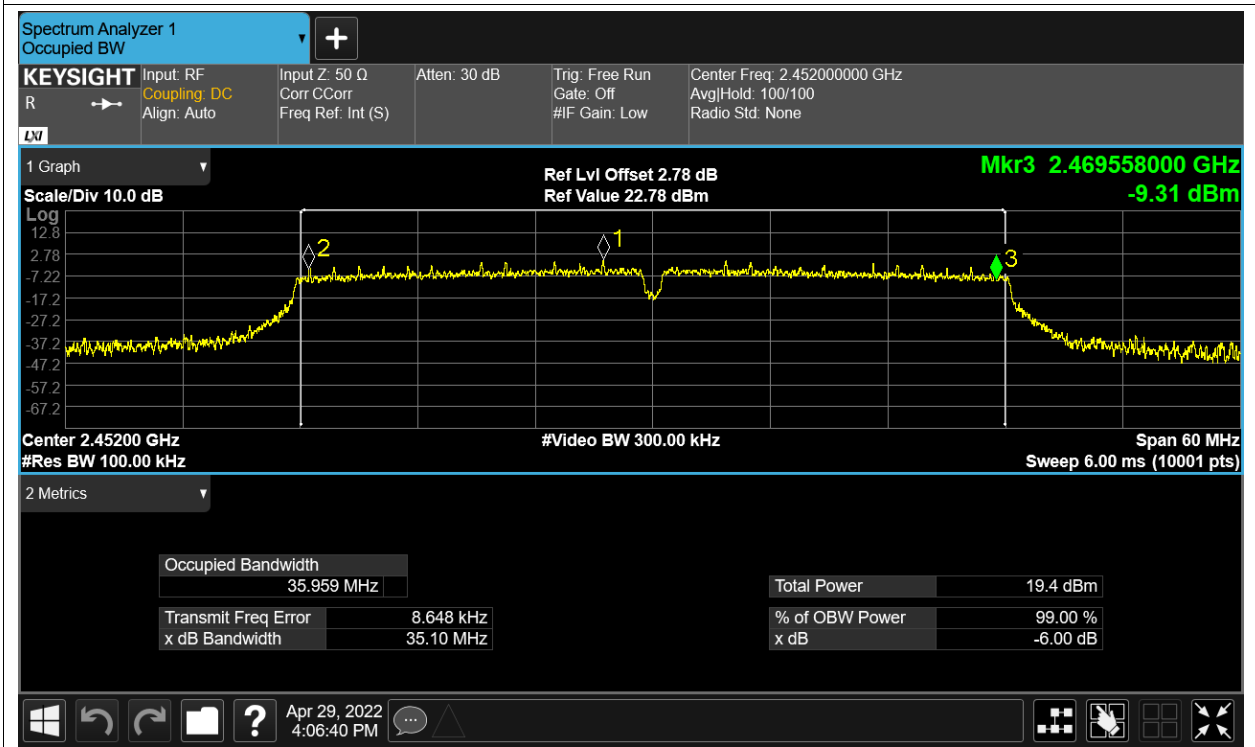 Spectrum Analyzer 1
Occupied BW
KEYSIGHT
R
LXI
Input: RF
Coupling: DC
Align: Auto
Input Z: 50 Ω
Corr CCorr
Freq Ref: Int (S)
Atten: 30 dB
Trig: Free Run
Gate: Off
#IF Gain: Low
Center Freq: 2.452000000 GHz
Avg|Hold: 100/100
Radio Std: None
1 Graph
Scale/Div 10.0 dB
Ref Lvl Offset 2.78 dB
Ref Value 22.78 dBm
Mkr3 2.469558000 GHz
-9.31 dBm
Log
12.8
2.78
-7.22
-17.2
-27.2
-37.2
-47.2
-57.2
-67.2
2
1
3
Center 2.45200 GHz
#Res BW 100.00 kHz
#Video BW 300.00 kHz
Span 60 MHz
Sweep 6.00 ms (10001 pts)
2 Metrics
Occupied Bandwidth
35.959 MHz
Transmit Freq Error 8.648 kHz
x dB Bandwidth 35.10 MHz
Total Power 19.4 dBm
% of OBW Power 99.00 %
x dB -6.00 dB
?
Apr 29, 2022
4:06:40 PM